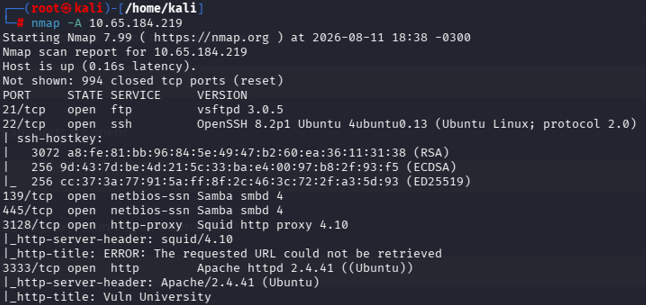 ┌──(root㉿kali)-[/home/kali]
└─# nmap -A 10.65.184.219
Starting Nmap 7.99 ( https://nmap.org ) at 2026-08-11 18:38 -0300
Nmap scan report for 10.65.184.219
Host is up (0.16s latency).
Not shown: 994 closed tcp ports (reset)
PORT     STATE SERVICE     VERSION
21/tcp   open  ftp         vsftpd 3.0.5
22/tcp   open  ssh         OpenSSH 8.2p1 Ubuntu 4ubuntu0.13 (Ubuntu Linux; protocol 2.0)
| ssh-hostkey:
|   3072 a8:fe:81:bb:96:84:5e:49:47:b2:60:ea:36:11:31:38 (RSA)
|   256 9d:43:7d:be:4d:21:5c:33:ba:e4:00:97:b8:2f:93:f5 (ECDSA)
|_  256 cc:37:3a:77:91:5a:ff:8f:2c:46:3c:72:2f:a3:5d:93 (ED25519)
139/tcp  open  netbios-ssn Samba smbd 4
445/tcp  open  netbios-ssn Samba smbd 4
3128/tcp open  http-proxy  Squid http proxy 4.10
|_http-server-header: squid/4.10
|_http-title: ERROR: The requested URL could not be retrieved
3333/tcp open  http        Apache httpd 2.4.41 ((Ubuntu))
|_http-server-header: Apache/2.4.41 (Ubuntu)
|_http-title: Vuln University